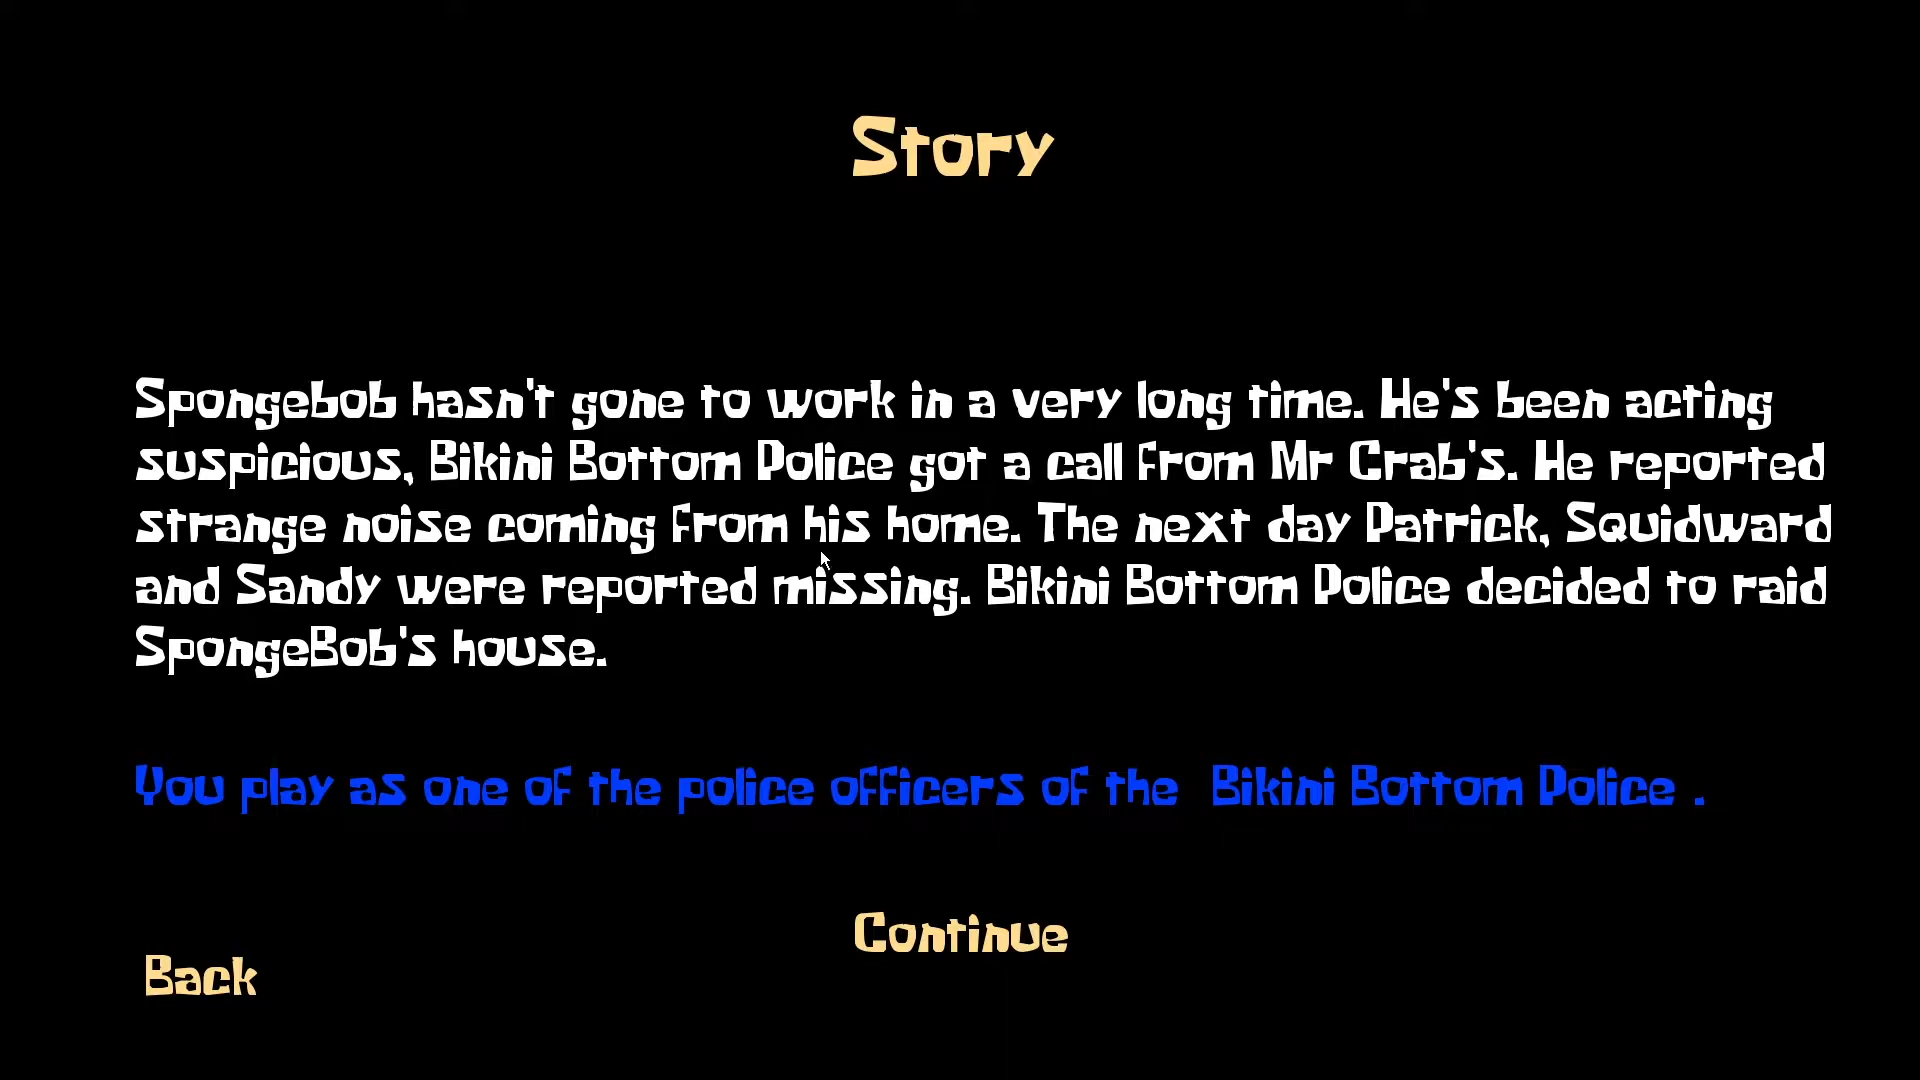 Story
Spongebob hasn't gone to work in a very long time. He's been acting
suspicious, Bikini Bottom Police got a call from Mr Crab's. He reported
strange noise coming from his home. The next day Patrick, Squidward
and Sandy were reported missing. Bikini Bottom Police decided to raid
SpongeBob's house.
You play as one of the police officers of the  Bikini Bottom Police .
Continue
Back